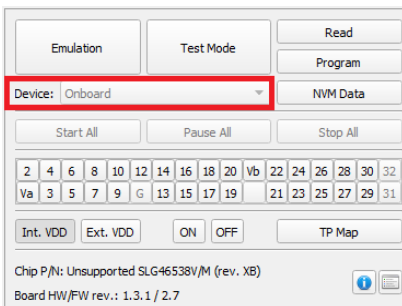 Emulation
Test Mode
Read
Program
Device: Onboard
NVM Data
Start All
Pause All
Stop All
2 4 6 8 10 12 14 16 18 20 Vb 22 24 26 28 30 32
Va 3 5 7 9 G 13 15 17 19 21 23 25 27 29 31
Int. VDD Ext. VDD ON OFF TP Map
Chip P/N: Unsupported SLG46538V/M (rev. XB)
Board HW/FW rev.: 1.3.1 / 2.7